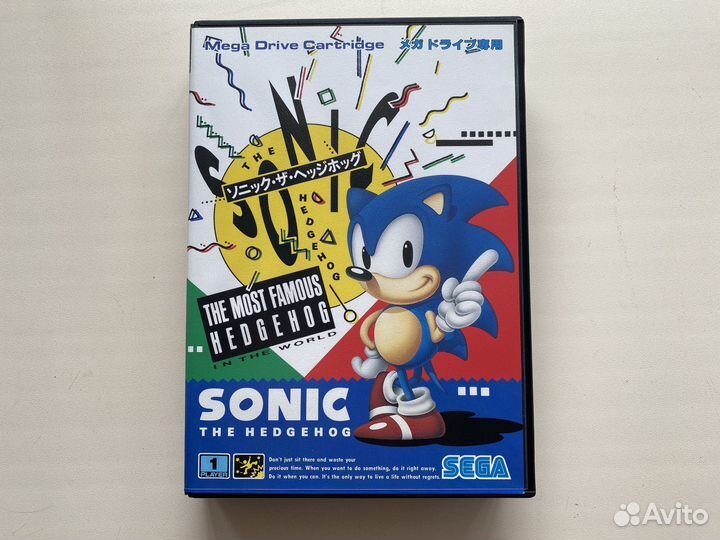 Mega Drive Cartridge メガドライブ専用
SONIC
THE
ソニック・ザ・ヘッジホッグ
HEDGEHOG
THE MOST FAMOUS
HEDGEHOG
IN THE WORLD
SONIC
THE HEDGEHOG
1
PLAYER
Don't just sit there and waste your
precious time. When you want to do something, do it right away.
Do it when you can. It's the only way to live a life without regrets.
SEGA
Avito